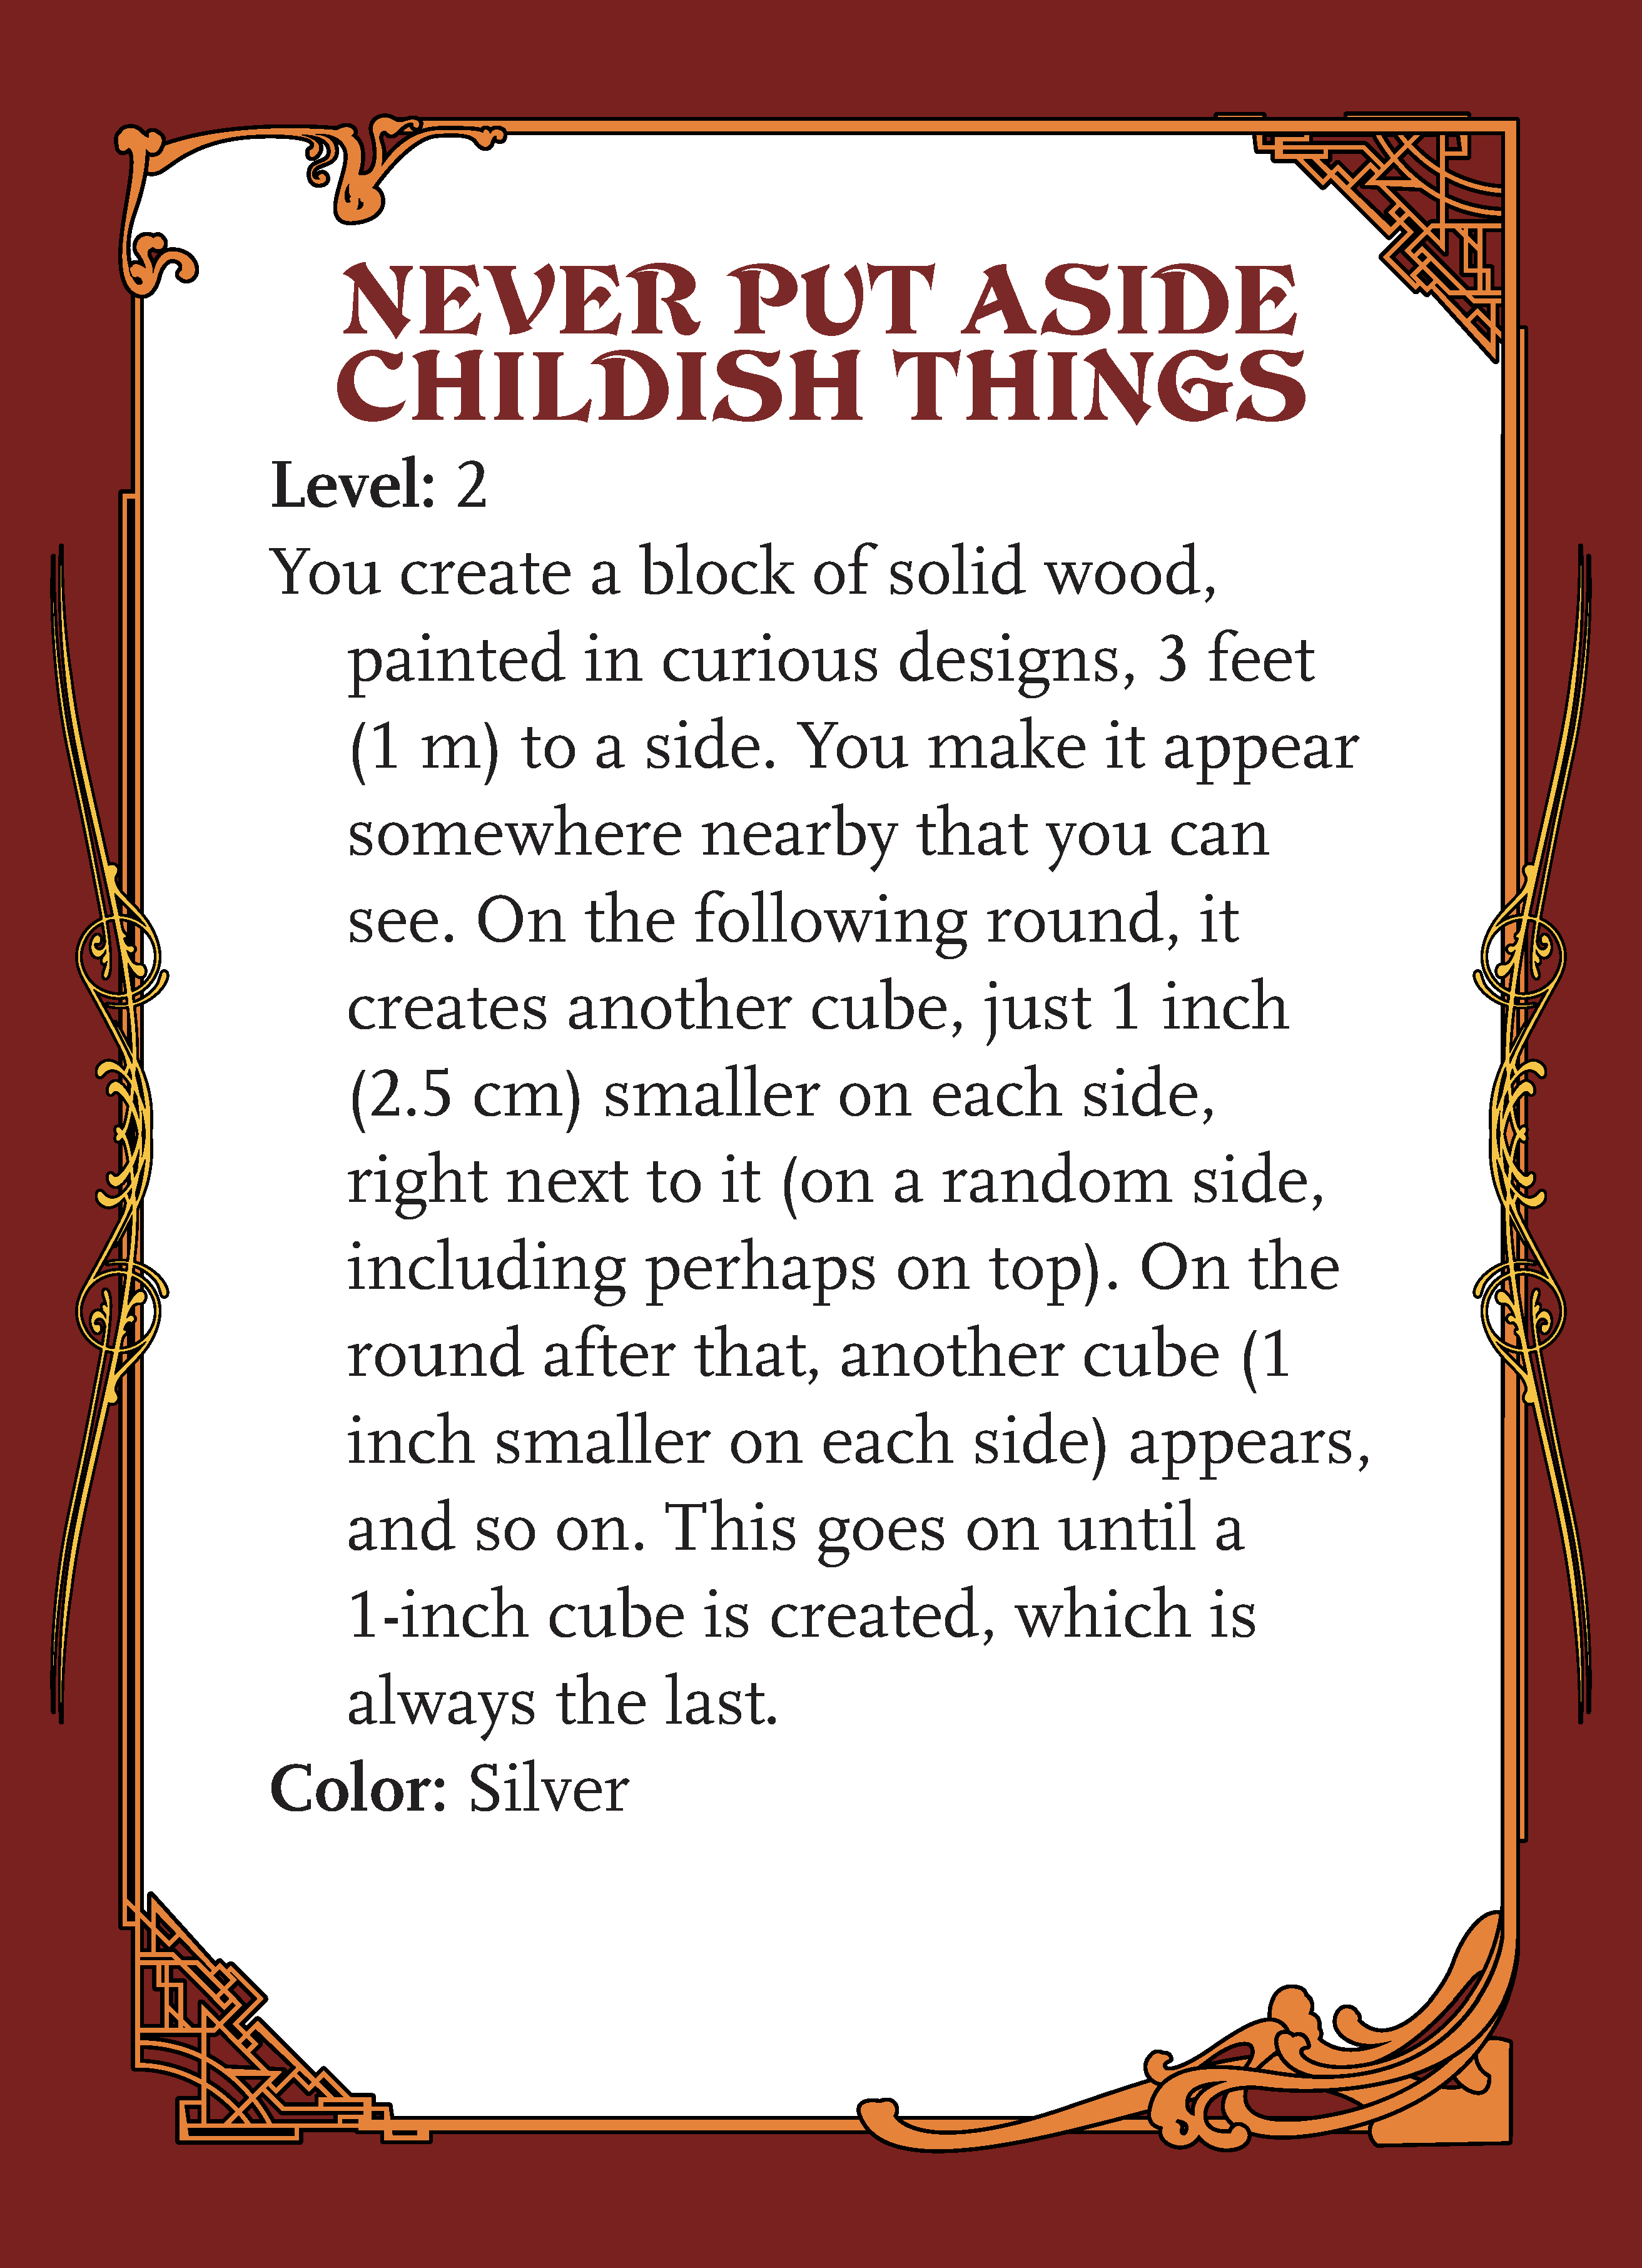 NEVER PUT ASIDE
CHILDISH THINGS
Level: 2
You create a block of solid wood,
painted in curious designs, 3 feet
(1 m) to a side. You make it appear
somewhere nearby that you can
see. On the following round, it
creates another cube, just 1 inch
(2.5 cm) smaller on each side,
right next to it (on a random side,
including perhaps on top). On the
round after that, another cube (1
inch smaller on each side) appears,
and so on. This goes on until a
1-inch cube is created, which is
always the last.
Color: Silver